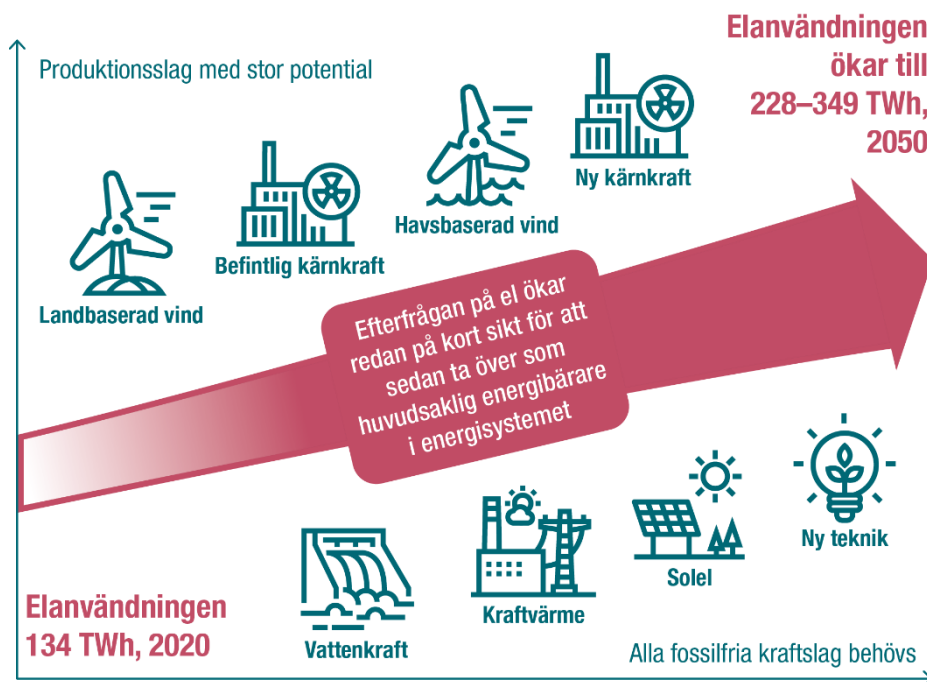 Elanvändningen
ökar till
228–349 TWh,
2050
Produktionsslag med stor potential
Ny kärnkraft
Havsbaserad vind
Befintlig kärnkraft
Landbaserad vind
Efterfrågan på el ökar
redan på kort sikt för att
sedan ta över som
huvudsaklig energibärare
i energisystemet
Ny teknik
Solel
Kraftvärme
Vattenkraft
Elanvändningen
134 TWh, 2020
Alla fossilfria kraftslag behövs